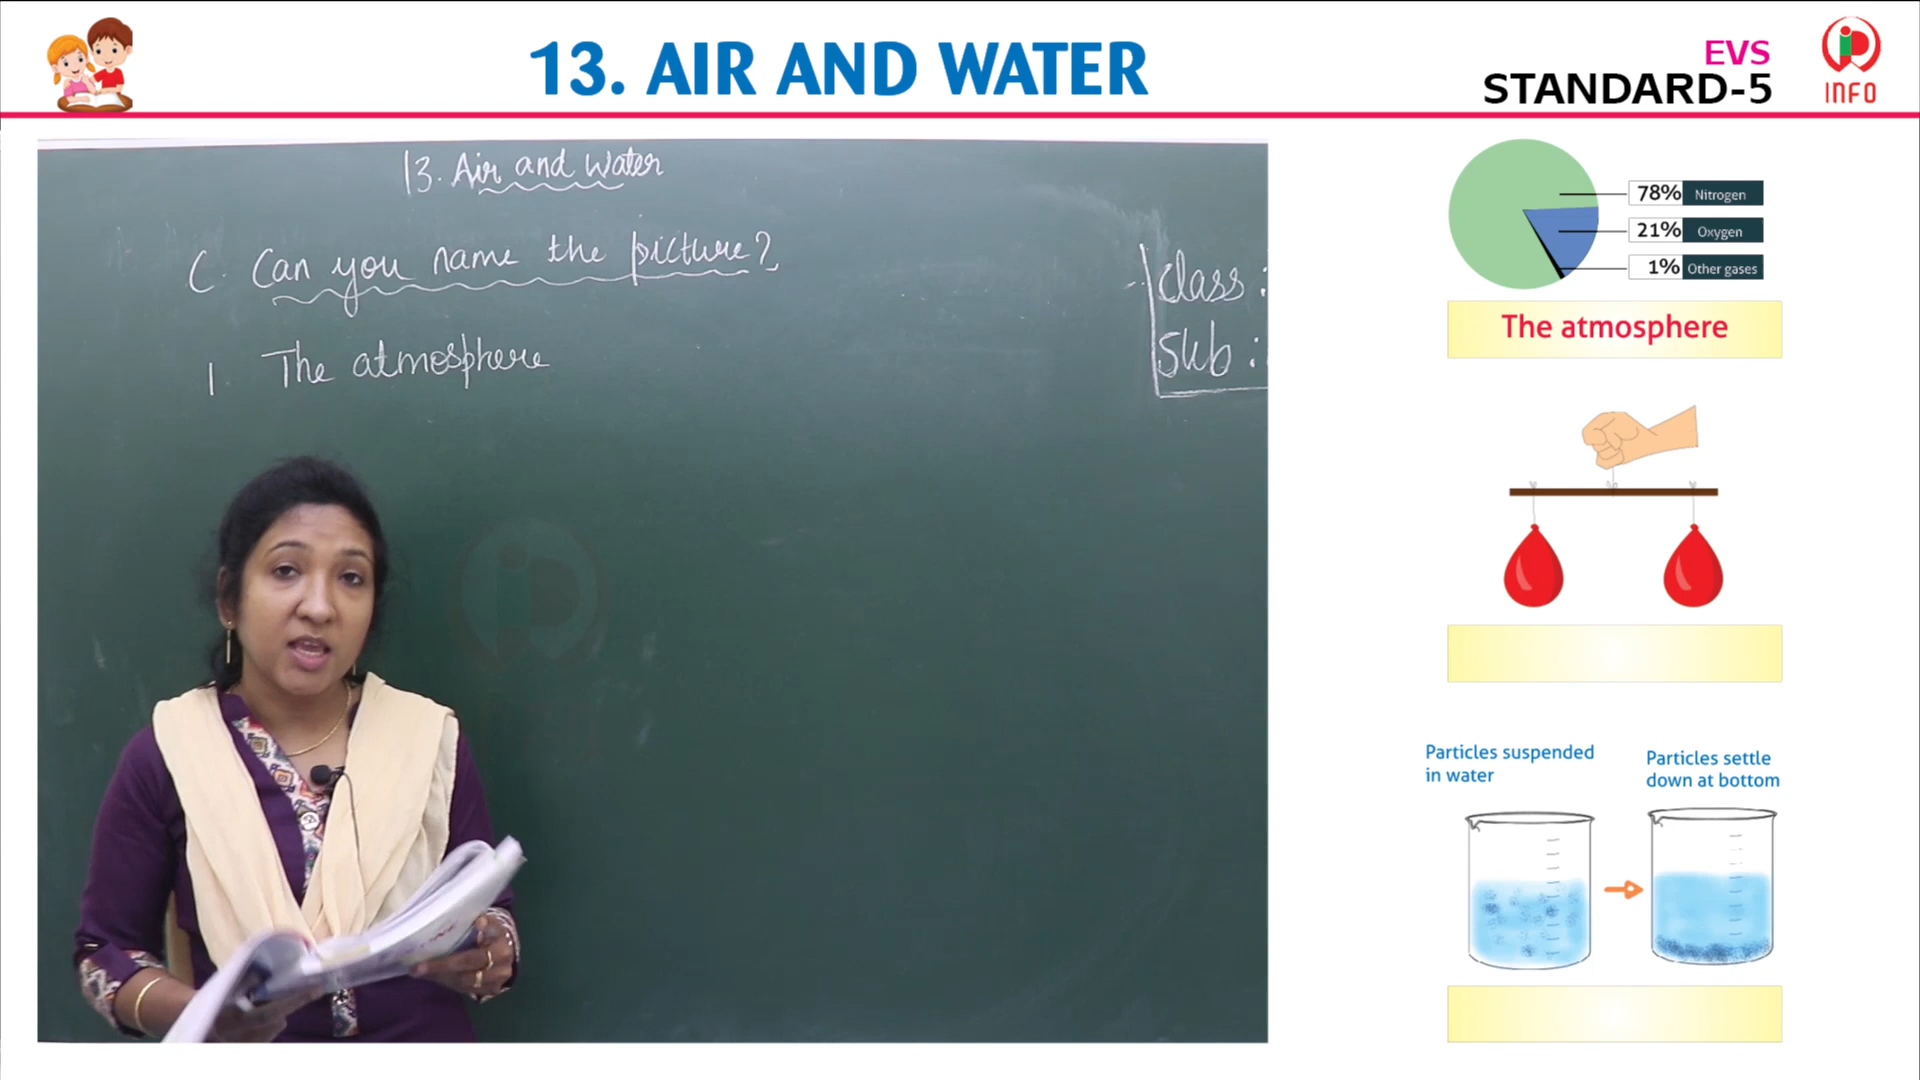 13. AIR AND WATER
EVS
STANDARD-5
INFO
13. Air and Water
C. Can you name the picture?
1. The atmosphere
Class :
Sub :
78% Nitrogen
21% Oxygen
1% Other gases
The atmosphere
Particles suspended
in water
Particles settle
down at bottom